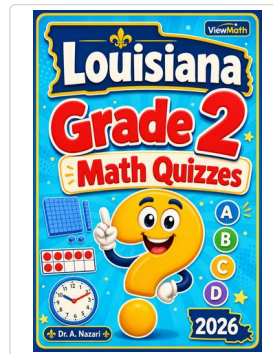 ViewMath
Louisiana
Grade 2
Math Quizzes
A
B
C
D
Dr. A. Nazari
2026